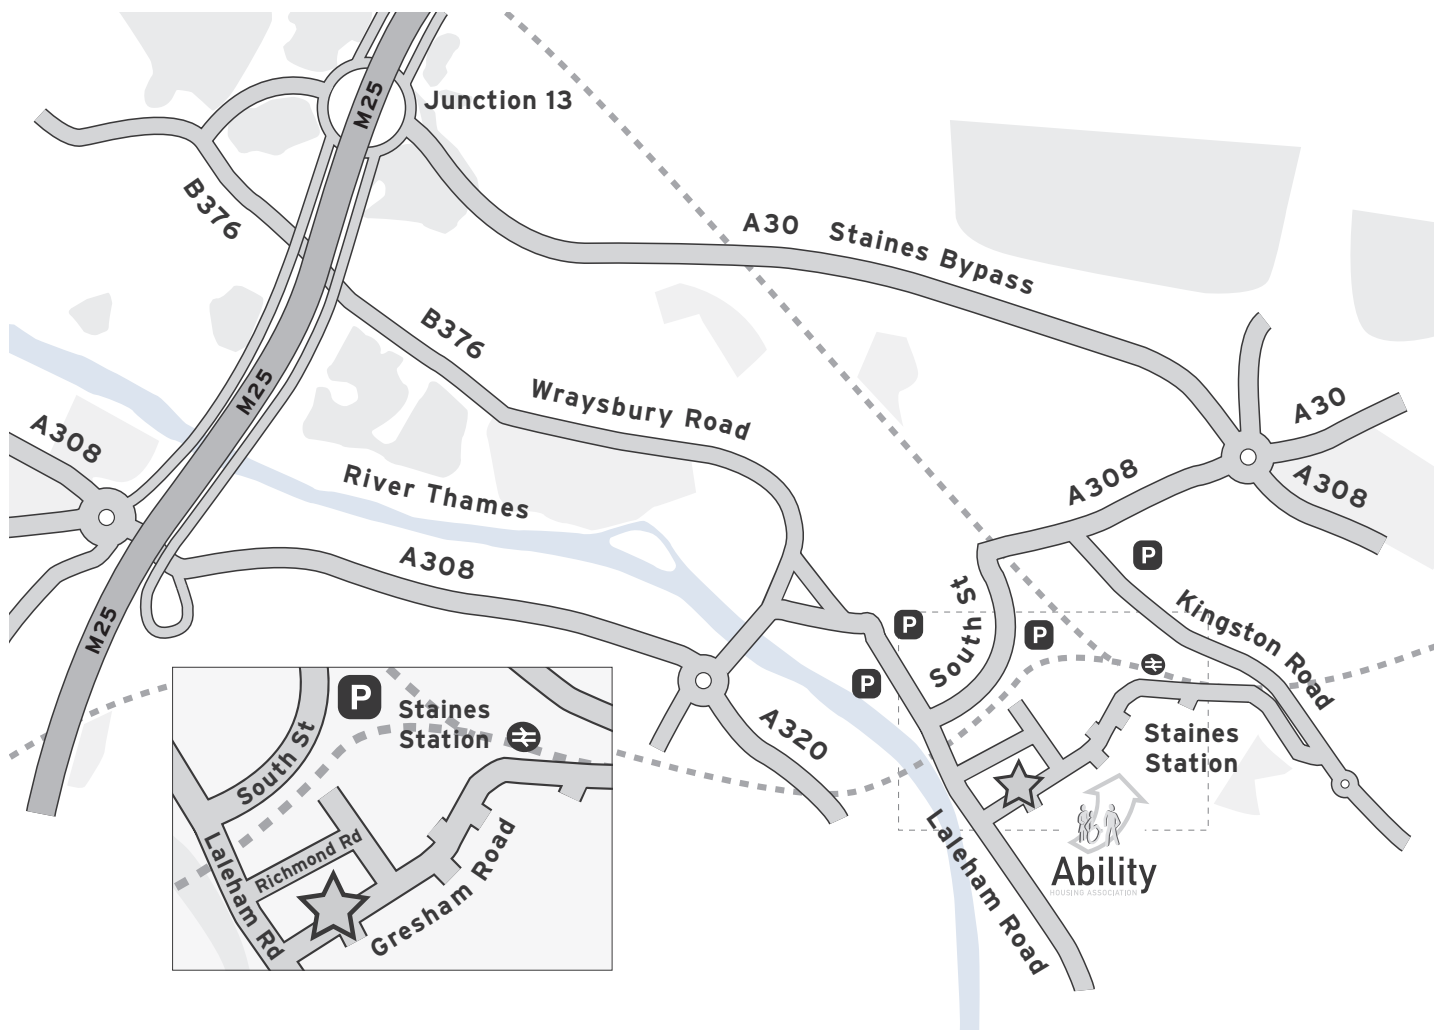 M25
Junction 13
B376
A30 Staines Bypass
B376
M25
Wraysbury Road
A30
A308
A308
A308
River Thames
A308
P
South St
Kingston Road
P
P
M25
P
A320
Staines
Station
Laleham Road
Ability
HOUSING ASSOCIATION
P
Staines
Station
South St
Richmond Rd
Laleham Rd
Gresham Road